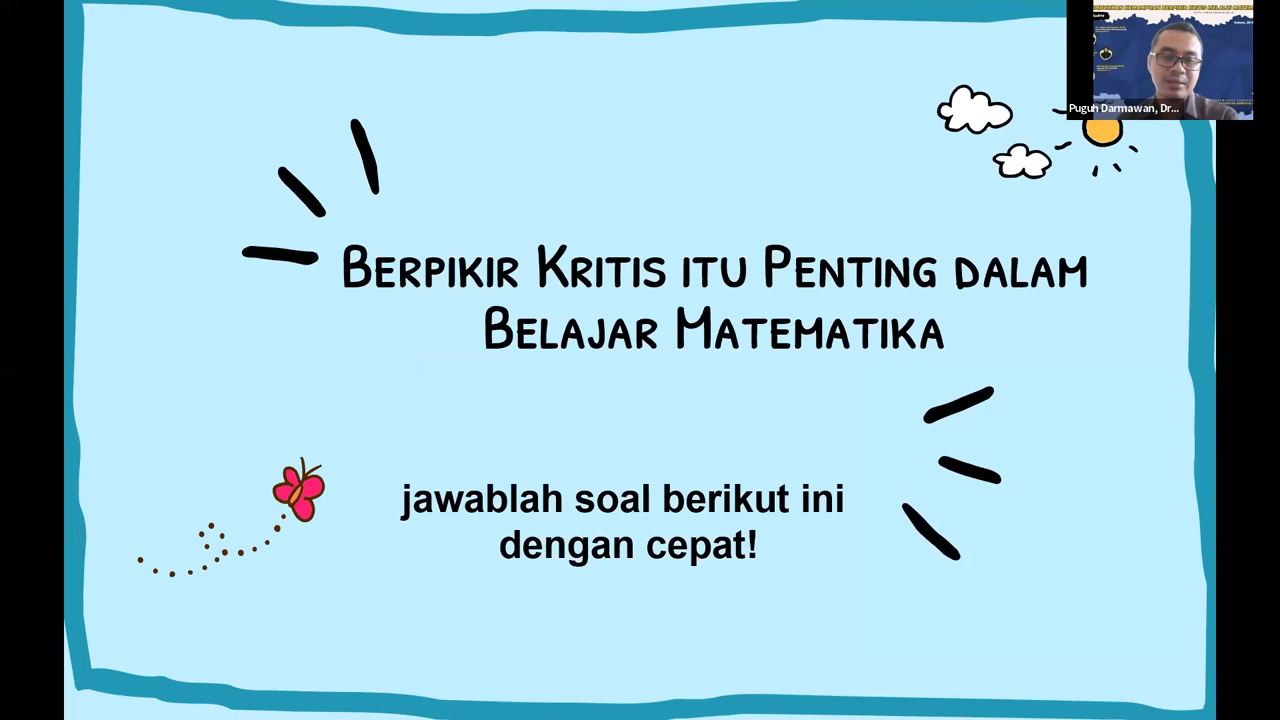 Berpikir Kritis itu Penting dalam
Belajar Matematika
jawablah soal berikut ini
dengan cepat!
Puguh Darmawan, Dr...